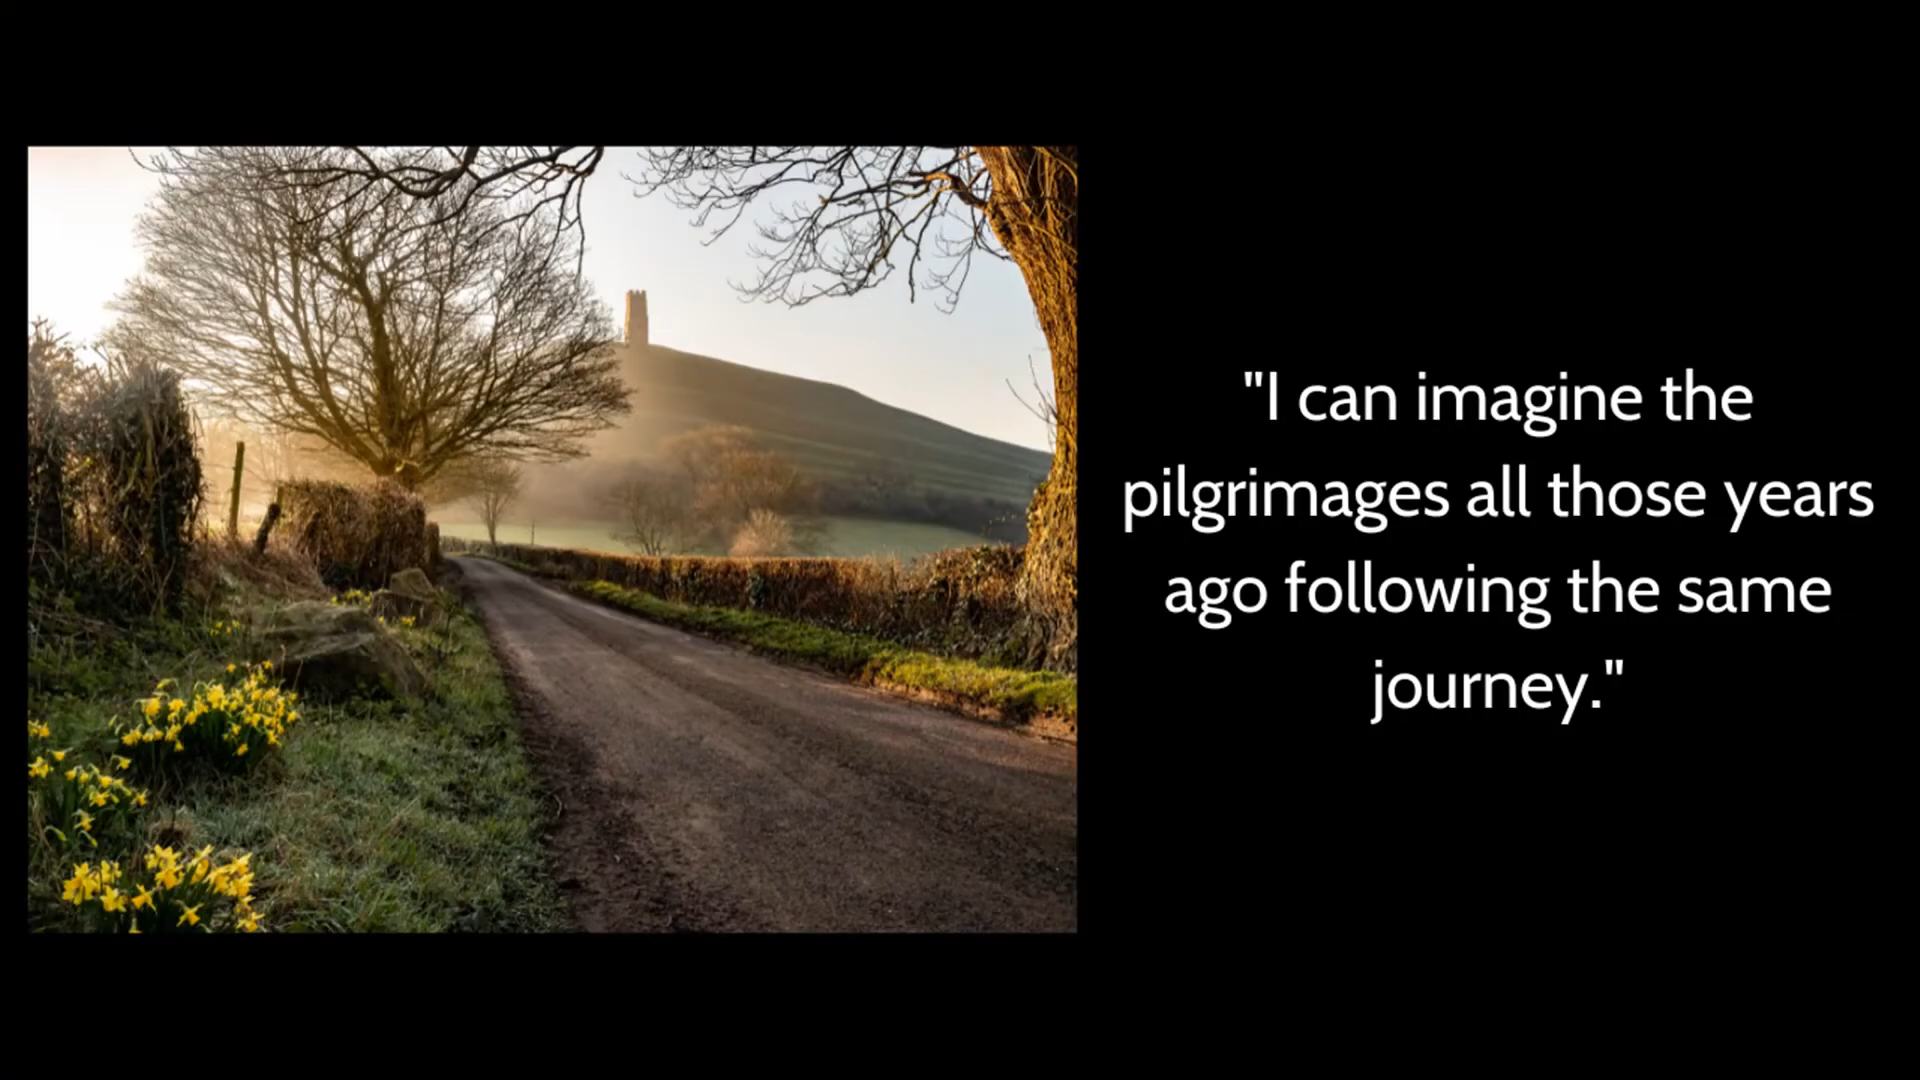 "I can imagine the
pilgrimages all those years
ago following the same
journey."